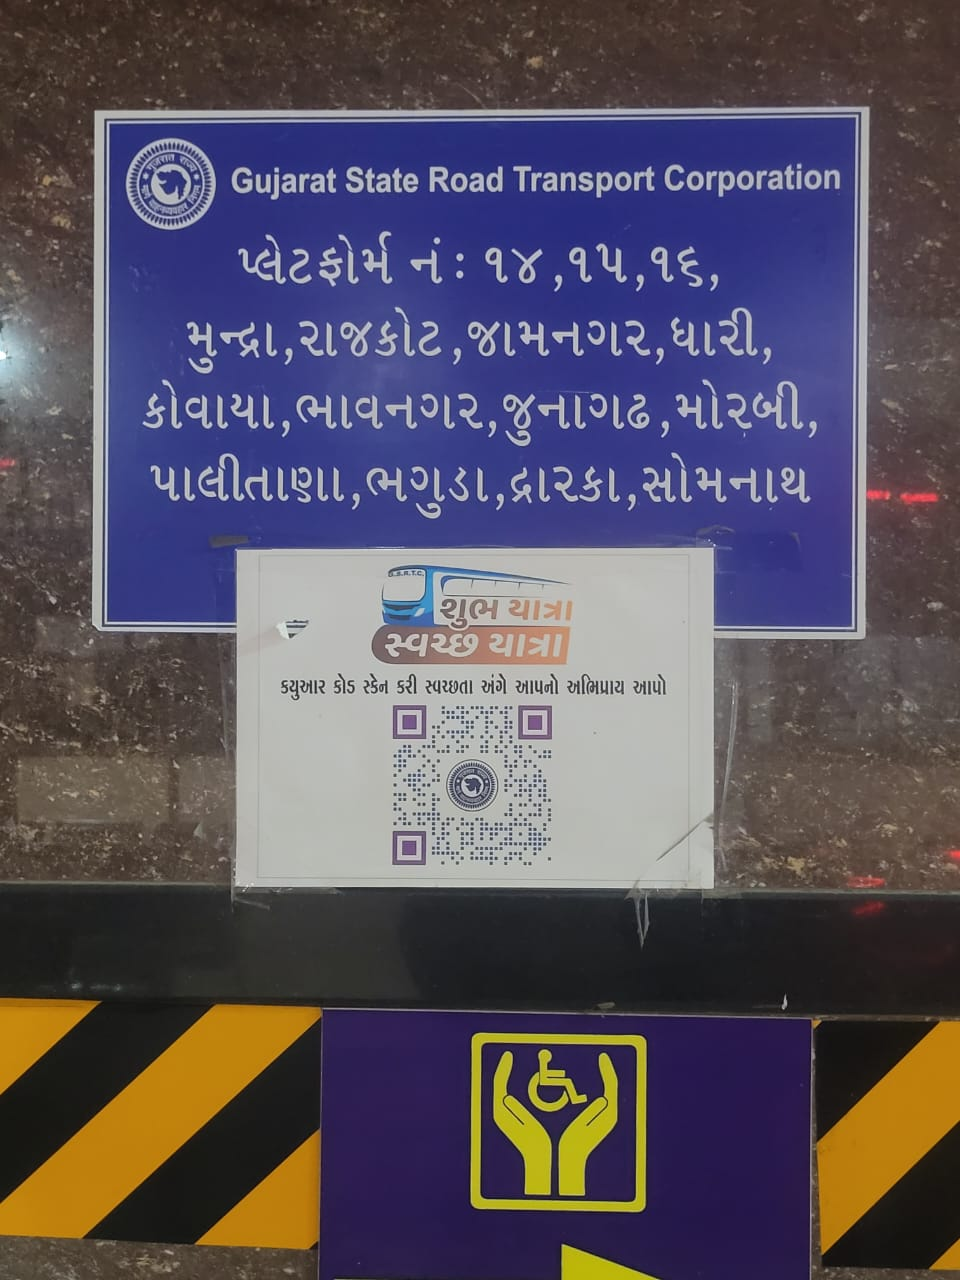 Gujarat State Road Transport Corporation
પ્લેટફોર્મ નં: ૧૪,૧૫,૧૬,
મુન્દ્રા,રાજકોટ,જામનગર,ધારી,
કોવાયા,ભાવનગર,જુનાગઢ,મોરબી,
પાલીતાણા,ભગુડા,દ્રારકા,સોમનાથ
G.S.R.T.C.
શુભ યાત્રા
સ્વચ્છ યાત્રા
કયુઆર કોડ સ્કેન કરી સ્વચ્છતા અંગે આપનો અભિપ્રાય આપો